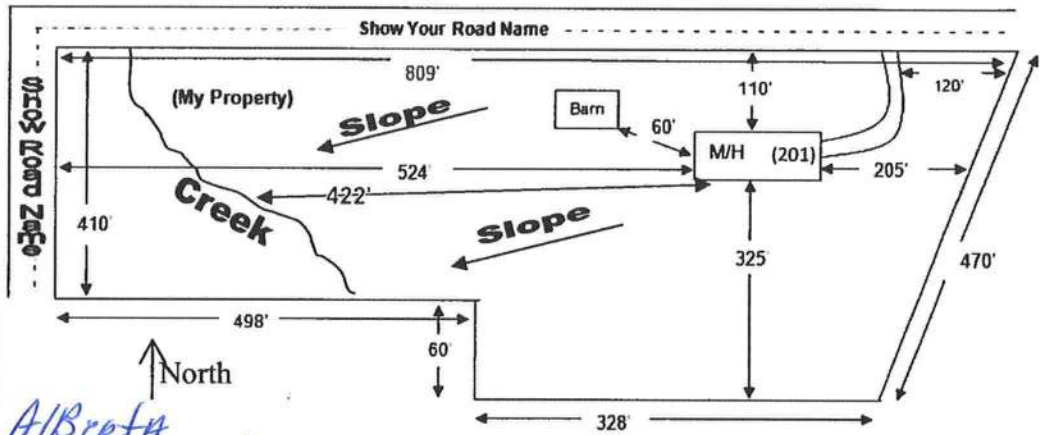 Show Your Road Name
Show Road Name
809'
(My Property)
Slope
Barn
110'
120'
60'
M/H (201)
524'
205'
422'
Creek
410'
Slope
325'
470'
498'
60'
North
328'